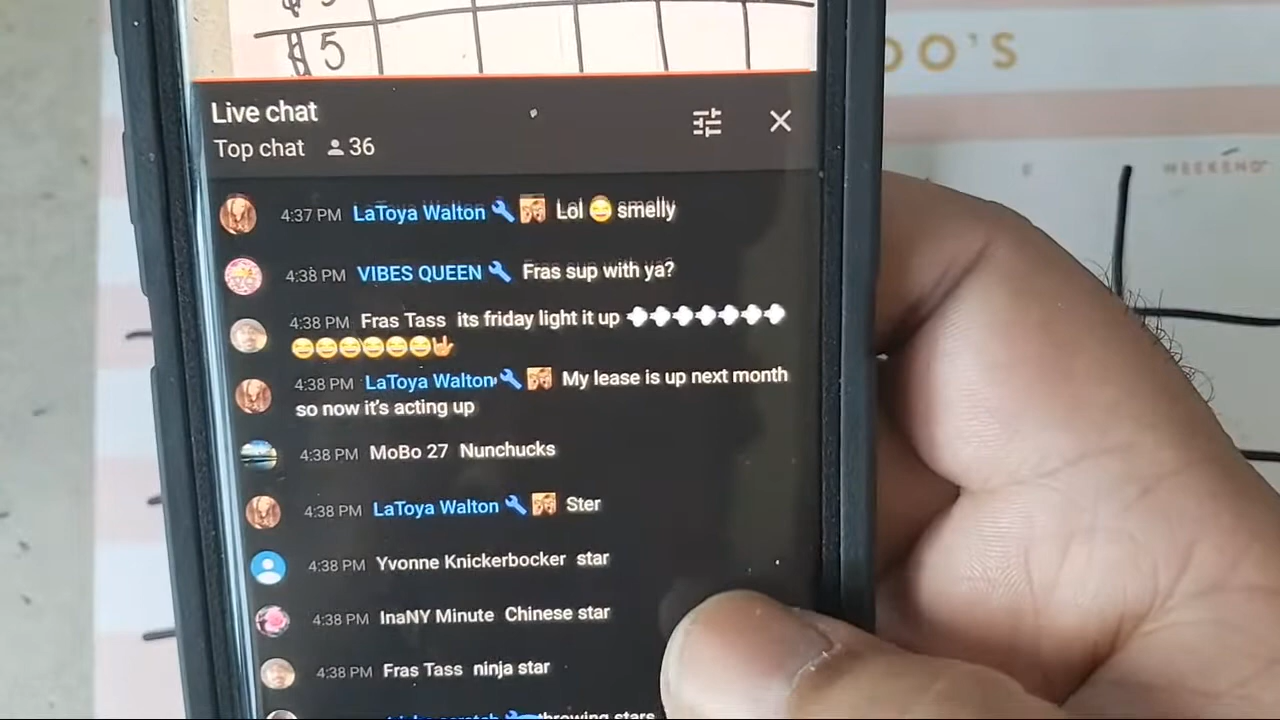 $5
DO'S
WEEKEND
Live chat
Top chat 36
4:37 PM LaToya Walton Lol 😂 smelly
4:38 PM VIBES QUEEN Fras sup with ya?
4:38 PM Fras Tass its friday light it up
4:38 PM LaToya Walton My lease is up next month
so now it's acting up
4:38 PM MoBo 27 Nunchucks
4:38 PM LaToya Walton Ster
4:38 PM Yvonne Knickerbocker star
4:38 PM InaNY Minute Chinese star
4:38 PM Fras Tass ninja star
throwing stars